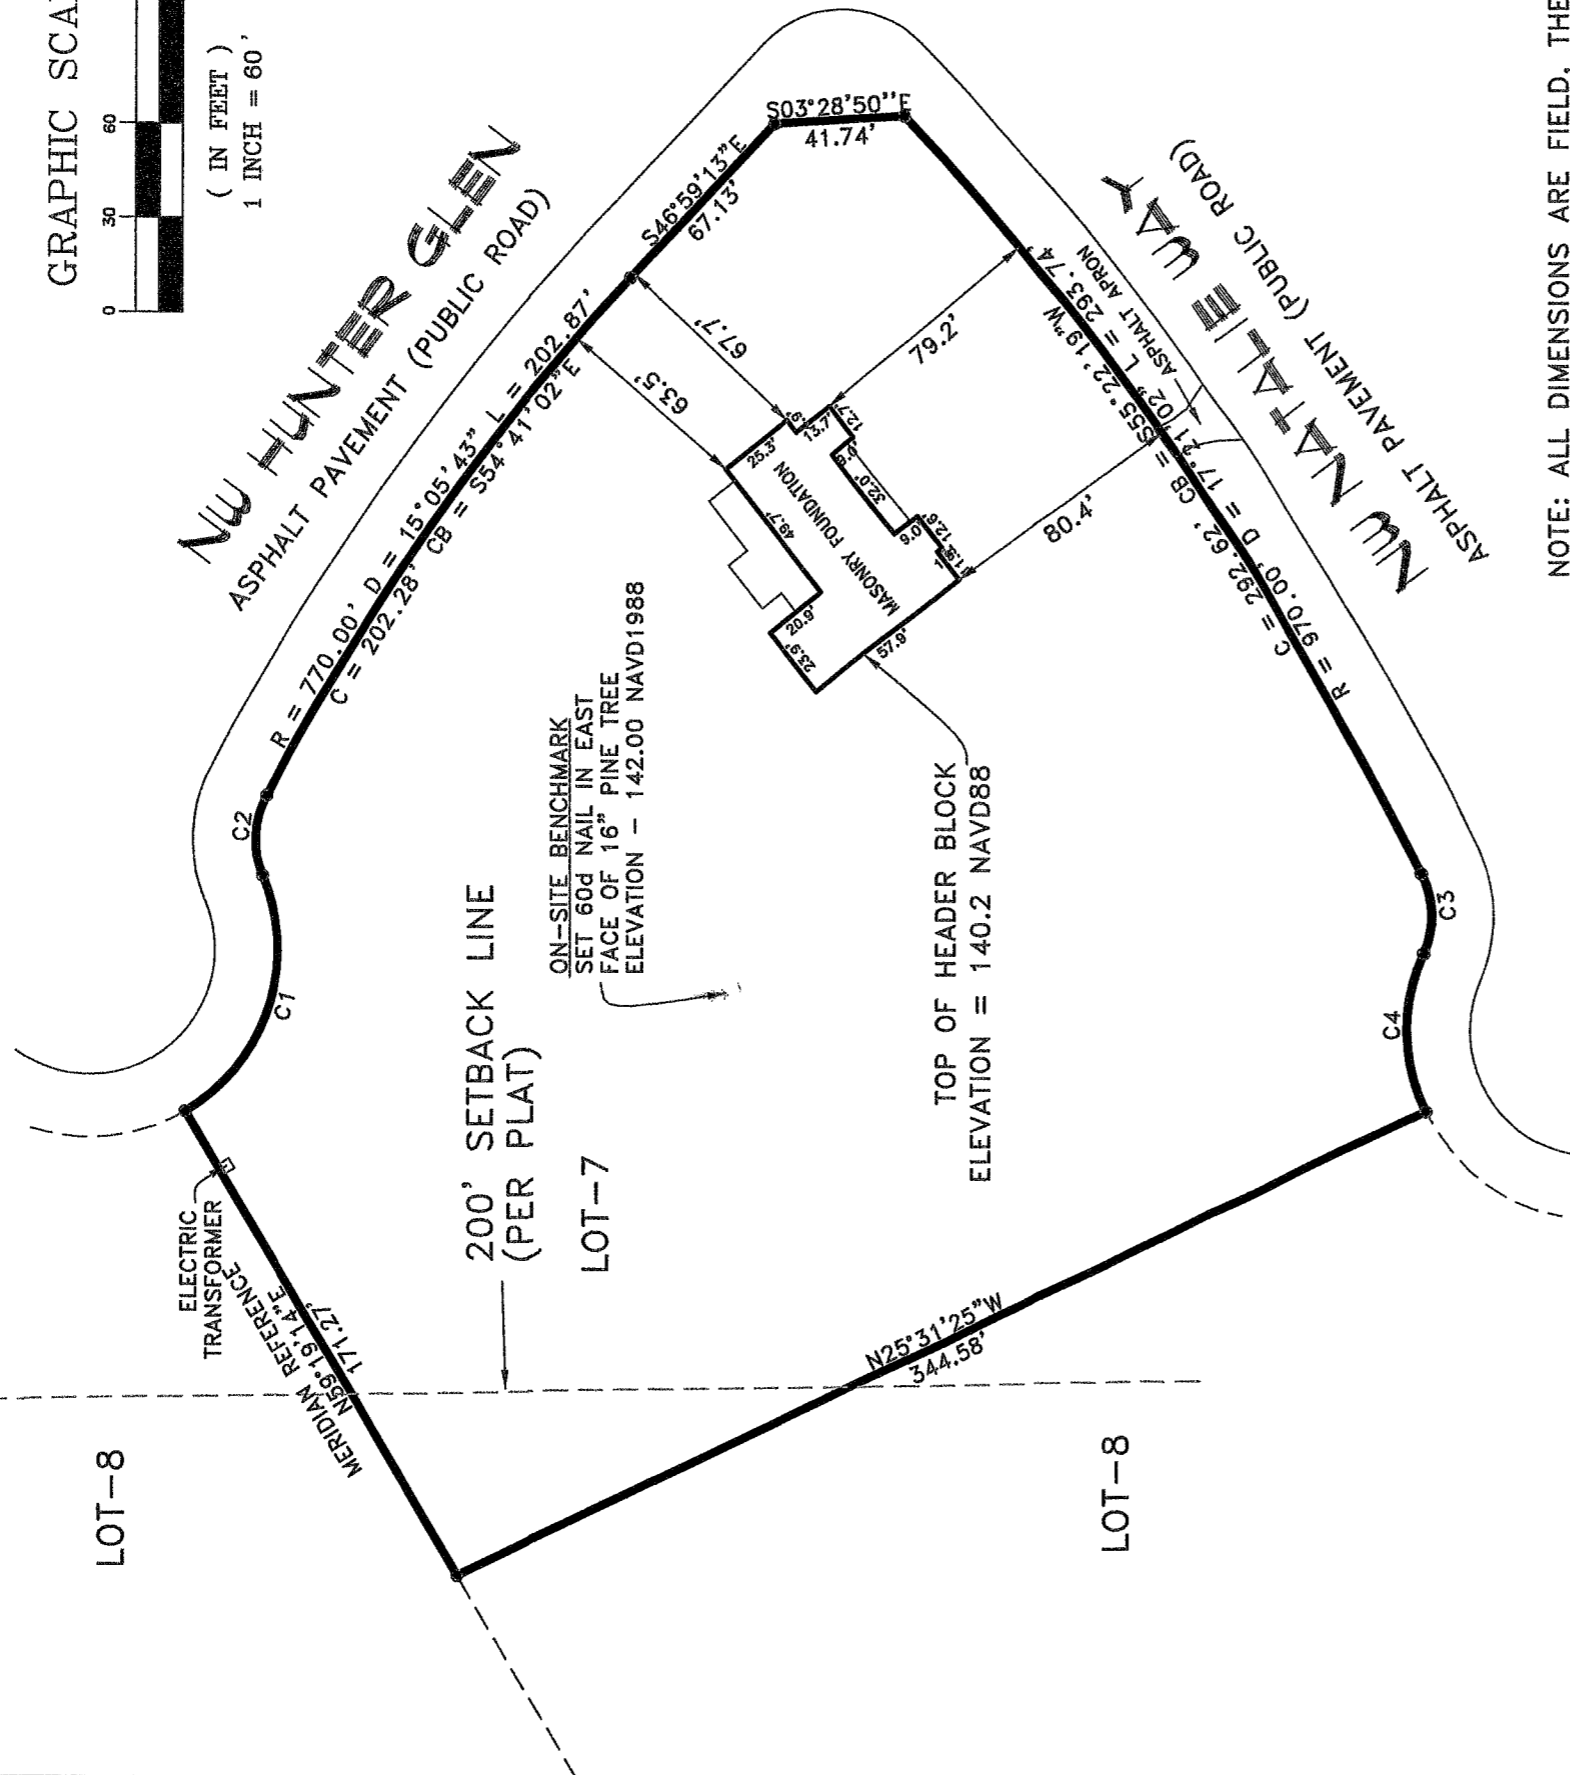 GRAPHIC SCA
0
30
60
( IN FEET )
1 INCH = 60'
NW HUNTER GLEN
ASPHALT PAVEMENT (PUBLIC ROAD)
S03°28'50"E
41.74'
S46°59'13"E
67.13'
R = 770.00' D = 15°05'43" L = 202.87'
C = 202.28' CB = S54°41'02"E
C2
C1
67.7'
63.5'
79.2'
80.4'
25.3'
13.7'
12.7'
9.0'
32.0'
9.0'
12.6'
49.7'
20.9'
23.9'
57.9'
MASONRY FOUNDATION
CB = S55°22'19"W
R = 970.00' D = 17°21'02" L = 293.74'
C = 292.62'
ASPHALT APRON
NW NATALIE WAY
ASPHALT PAVEMENT (PUBLIC ROAD)
C3
C4
ON-SITE BENCHMARK
SET 60d NAIL IN EAST
FACE OF 16" PINE TREE
ELEVATION - 142.00 NAVD1988
TOP OF HEADER BLOCK
ELEVATION = 140.2 NAVD88
200' SETBACK LINE
(PER PLAT)
LOT-7
ELECTRIC
TRANSFORMER
MERIDIAN REFERENCE
N59°19'14"E
171.27'
N25°31'25"W
344.58'
LOT-8
LOT-8
NOTE: ALL DIMENSIONS ARE FIELD, THE